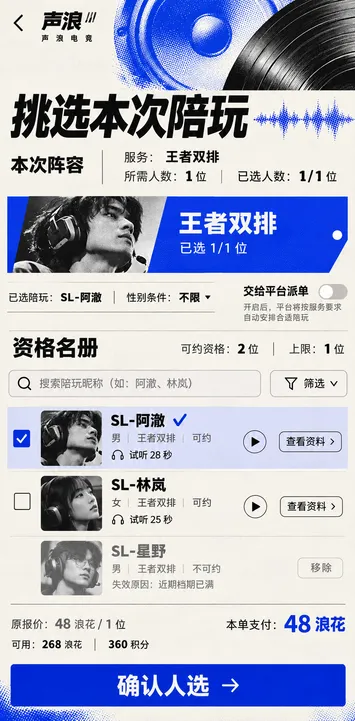 声浪
声浪电竞
挑选本次陪玩
本次阵容
服务： 王者双排
所需人数：1 位 | 已选人数：1/1 位
王者双排
已选 1/1 位
已选陪玩：SL-阿澈 | 性别条件：不限
交给平台派单
开启后，平台将按服务要求
自动安排合适陪玩
资格名册
可约资格：2 位 | 上限：1 位
搜索陪玩昵称（如：阿澈、林岚）
筛选
SL-阿澈
男 | 王者双排 | 可约
试听 28 秒
查看资料
SL-林岚
女 | 王者双排 | 可约
试听 25 秒
查看资料
SL-星野
男 | 王者双排 | 不可约
失效原因：近期档期已满
移除
原报价：48 浪花 / 1 位
本单支付：48 浪花
可用：268 浪花 | 360 积分
确认人选